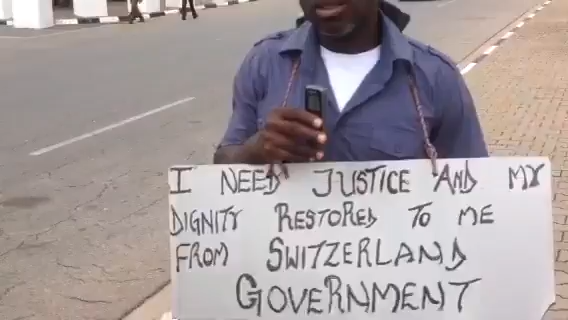 I NEED JUSTICE AND MY
DIGNITY RESTORED TO ME
FROM SWITZERLAND
GOVERNMENT